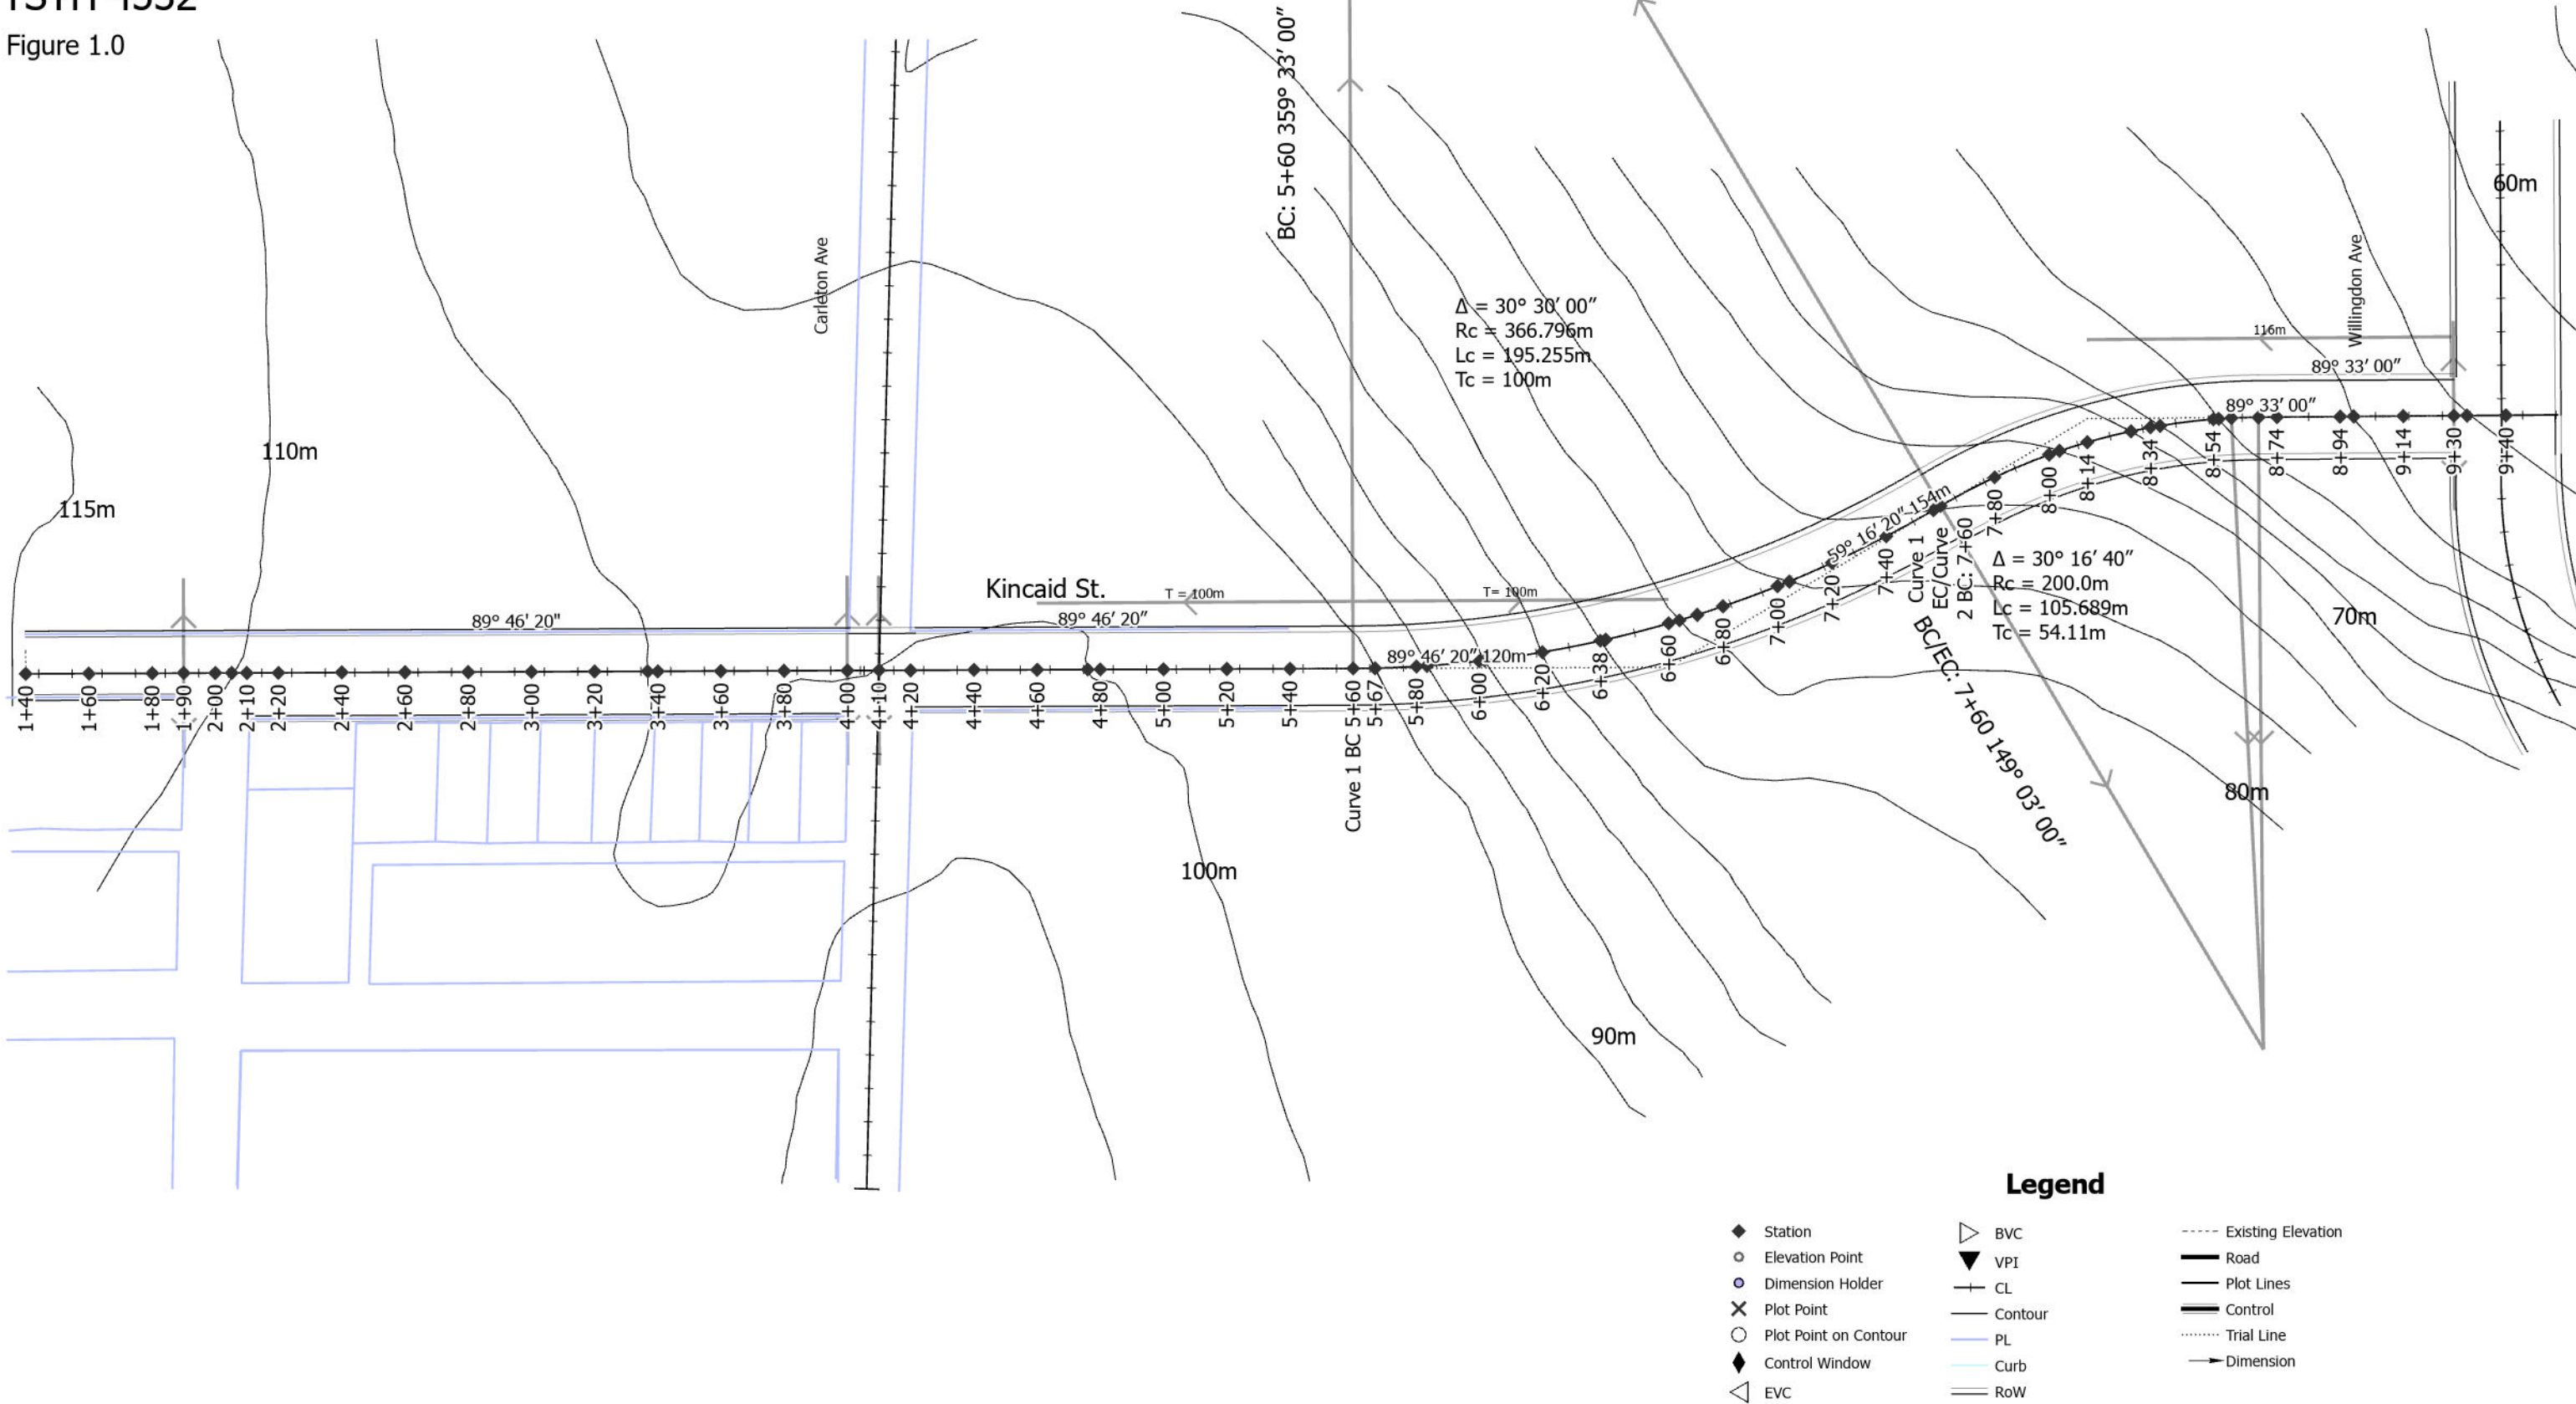 Figure 1.0
BC: 5+60 359° 33′ 00″
60m
Carleton Ave
Willingdon Ave
Δ = 30° 30′ 00″
Rc = 366.796m
Lc = 195.255m
Tc = 100m
116m
89° 33′ 00″
89° 33′ 00″
110m
115m
Kincaid St.
T = 100m
T= 100m
89° 46′ 20"
89° 46′ 20″
89° 46′ 20″ 120m
59° 16′ 20″ 154m
1+40
1+60
1+80
1+90
2+00
2+10
2+20
2+40
2+60
2+80
3+00
3+20
3+40
3+60
3+80
4+00
4+10
4+20
4+40
4+60
4+80
5+00
5+20
5+40
Curve 1 BC 5+60
5+67
5+80
6+00
6+20
6+38
6+60
6+80
7+00
7+20
7+40
Curve 1
EC/Curve
2 BC: 7+60
7+80
8+00
8+14
8+34
8+54
8+74
8+94
9+14
9+30
9+40
BC/EC: 7+60 149° 03′ 00″
Δ = 30° 16′ 40″
Rc = 200.0m
Lc = 105.689m
Tc = 54.11m
70m
80m
100m
90m
Legend
Station
Elevation Point
Dimension Holder
Plot Point
Plot Point on Contour
Control Window
EVC
BVC
VPI
CL
Contour
PL
Curb
RoW
Existing Elevation
Road
Plot Lines
Control
Trial Line
Dimension